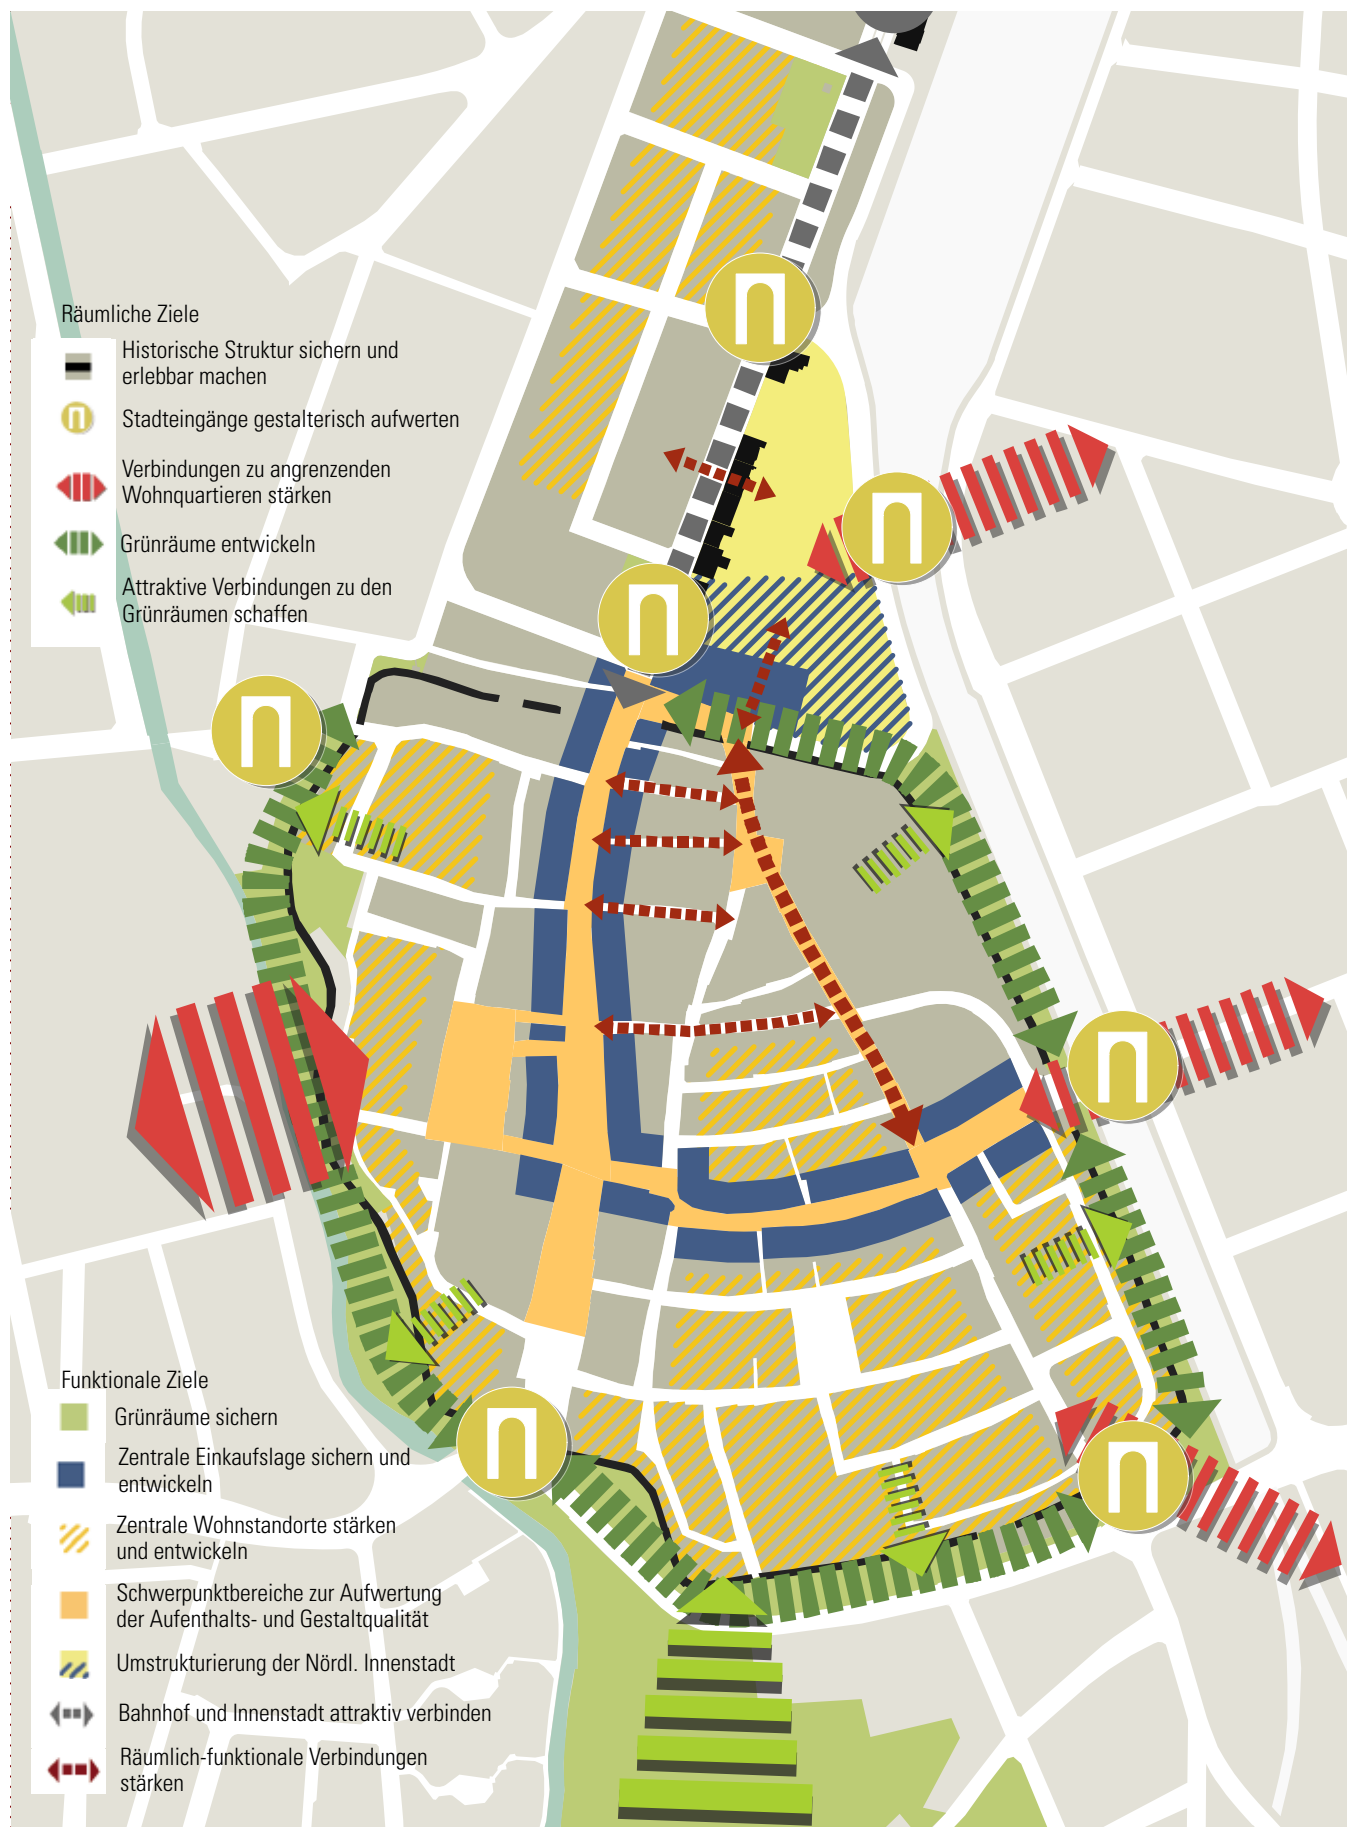 Räumliche Ziele
Historische Struktur sichern und
erlebbar machen
Stadteingänge gestalterisch aufwerten
Verbindungen zu angrenzenden
Wohnquartieren stärken
Grünräume entwickeln
Attraktive Verbindungen zu den
Grünräumen schaffen
Funktionale Ziele
Grünräume sichern
Zentrale Einkaufslage sichern und
entwickeln
Zentrale Wohnstandorte stärken
und entwickeln
Schwerpunktbereiche zur Aufwertung
der Aufenthalts- und Gestaltqualität
Umstrukturierung der Nördl. Innenstadt
Bahnhof und Innenstadt attraktiv verbinden
Räumlich-funktionale Verbindungen
stärken